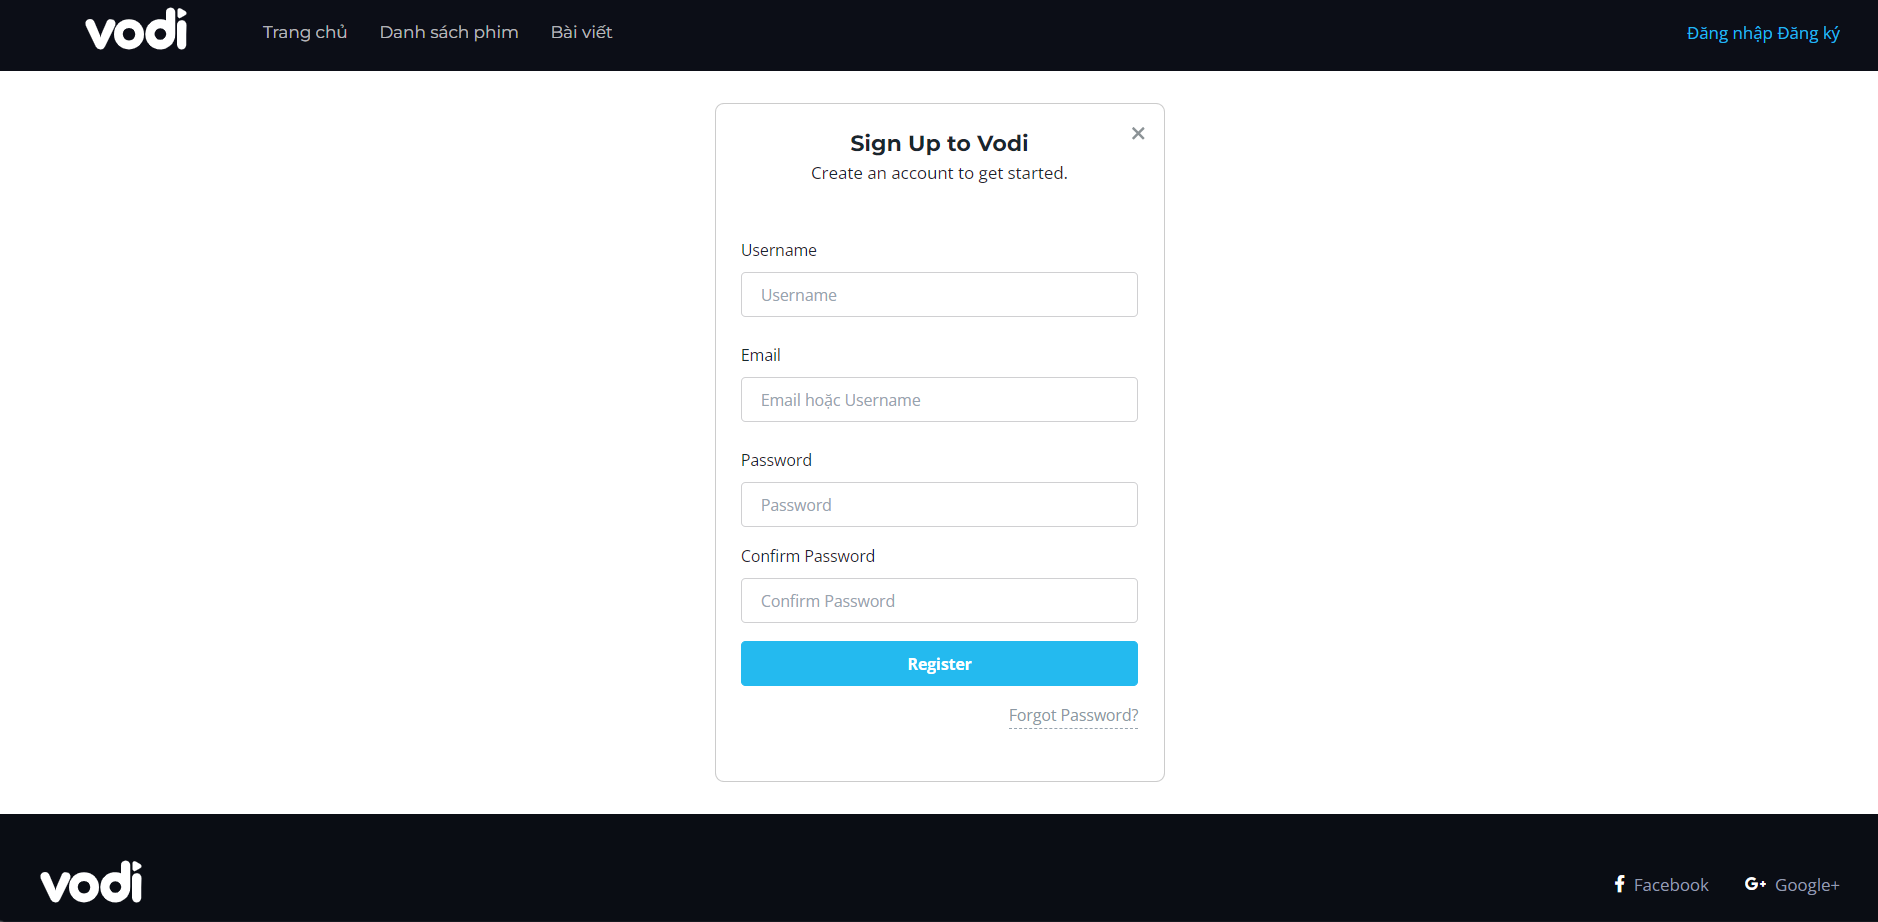 vodi Trang chủ Danh sách phim Bài viết Đăng nhập Đăng ký
Sign Up to Vodi ×
Create an account to get started.
Username
Username
Email
Email hoặc Username
Password
Password
Confirm Password
Confirm Password
Register
Forgot Password?
vodi Facebook G+ Google+